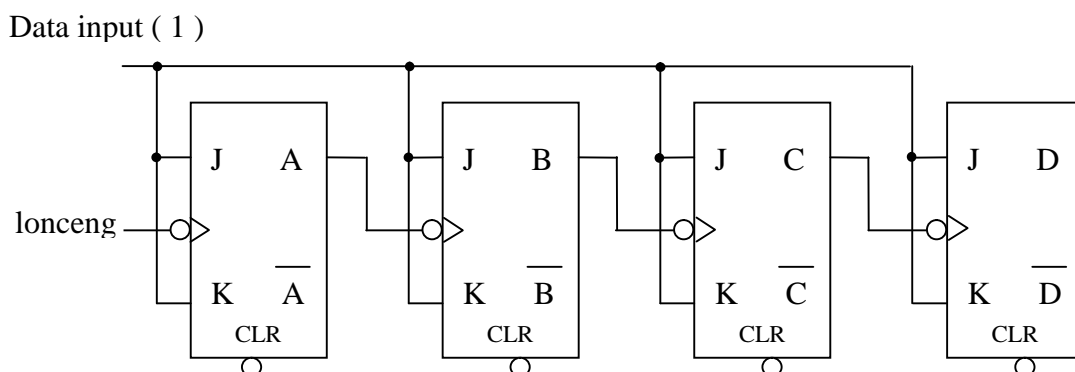 Data input ( 1 )
J A J B J C J D
lonceng
K A̅ K B̅ K C̅ K D̅
CLR CLR CLR CLR